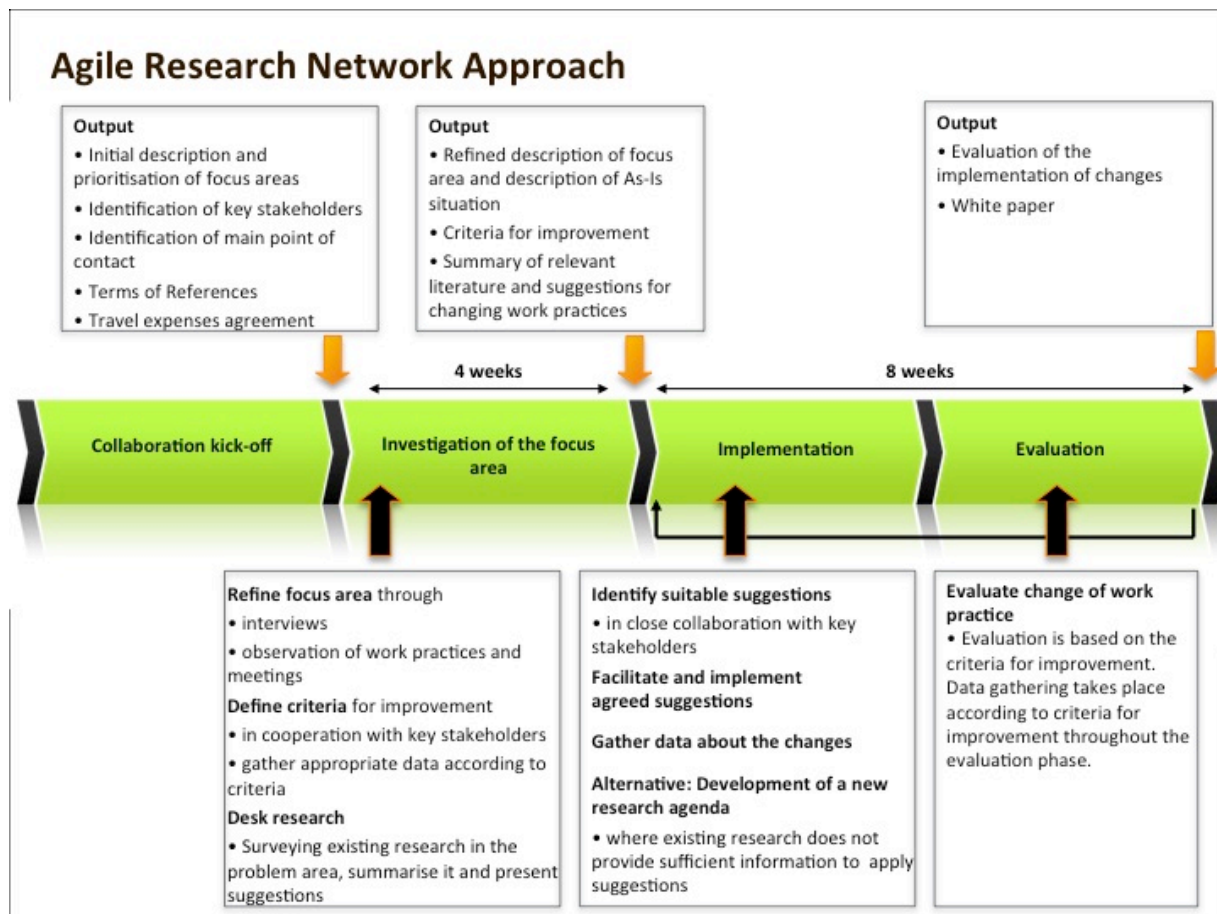 Agile Research Network Approach
Output
• Initial description and
prioritisation of focus areas
• Identification of key stakeholders
• Identification of main point of
contact
• Terms of References
• Travel expenses agreement
Output
• Refined description of focus
area and description of As-Is
situation
• Criteria for improvement
• Summary of relevant
literature and suggestions for
changing work practices
Output
• Evaluation of the
implementation of changes
• White paper
4 weeks
8 weeks
Collaboration kick-off
Investigation of the focus
area
Implementation
Evaluation
Refine focus area through
• interviews
• observation of work practices and
meetings
Define criteria for improvement
• in cooperation with key stakeholders
• gather appropriate data according to
criteria
Desk research
• Surveying existing research in the
problem area, summarise it and present
suggestions
Identify suitable suggestions
• in close collaboration with key
stakeholders
Facilitate and implement
agreed suggestions
Gather data about the changes
Alternative: Development of a new
research agenda
• where existing research does not
provide sufficient information to apply
suggestions
Evaluate change of work
practice
• Evaluation is based on the
criteria for improvement.
Data gathering takes place
according to criteria for
improvement throughout the
evaluation phase.